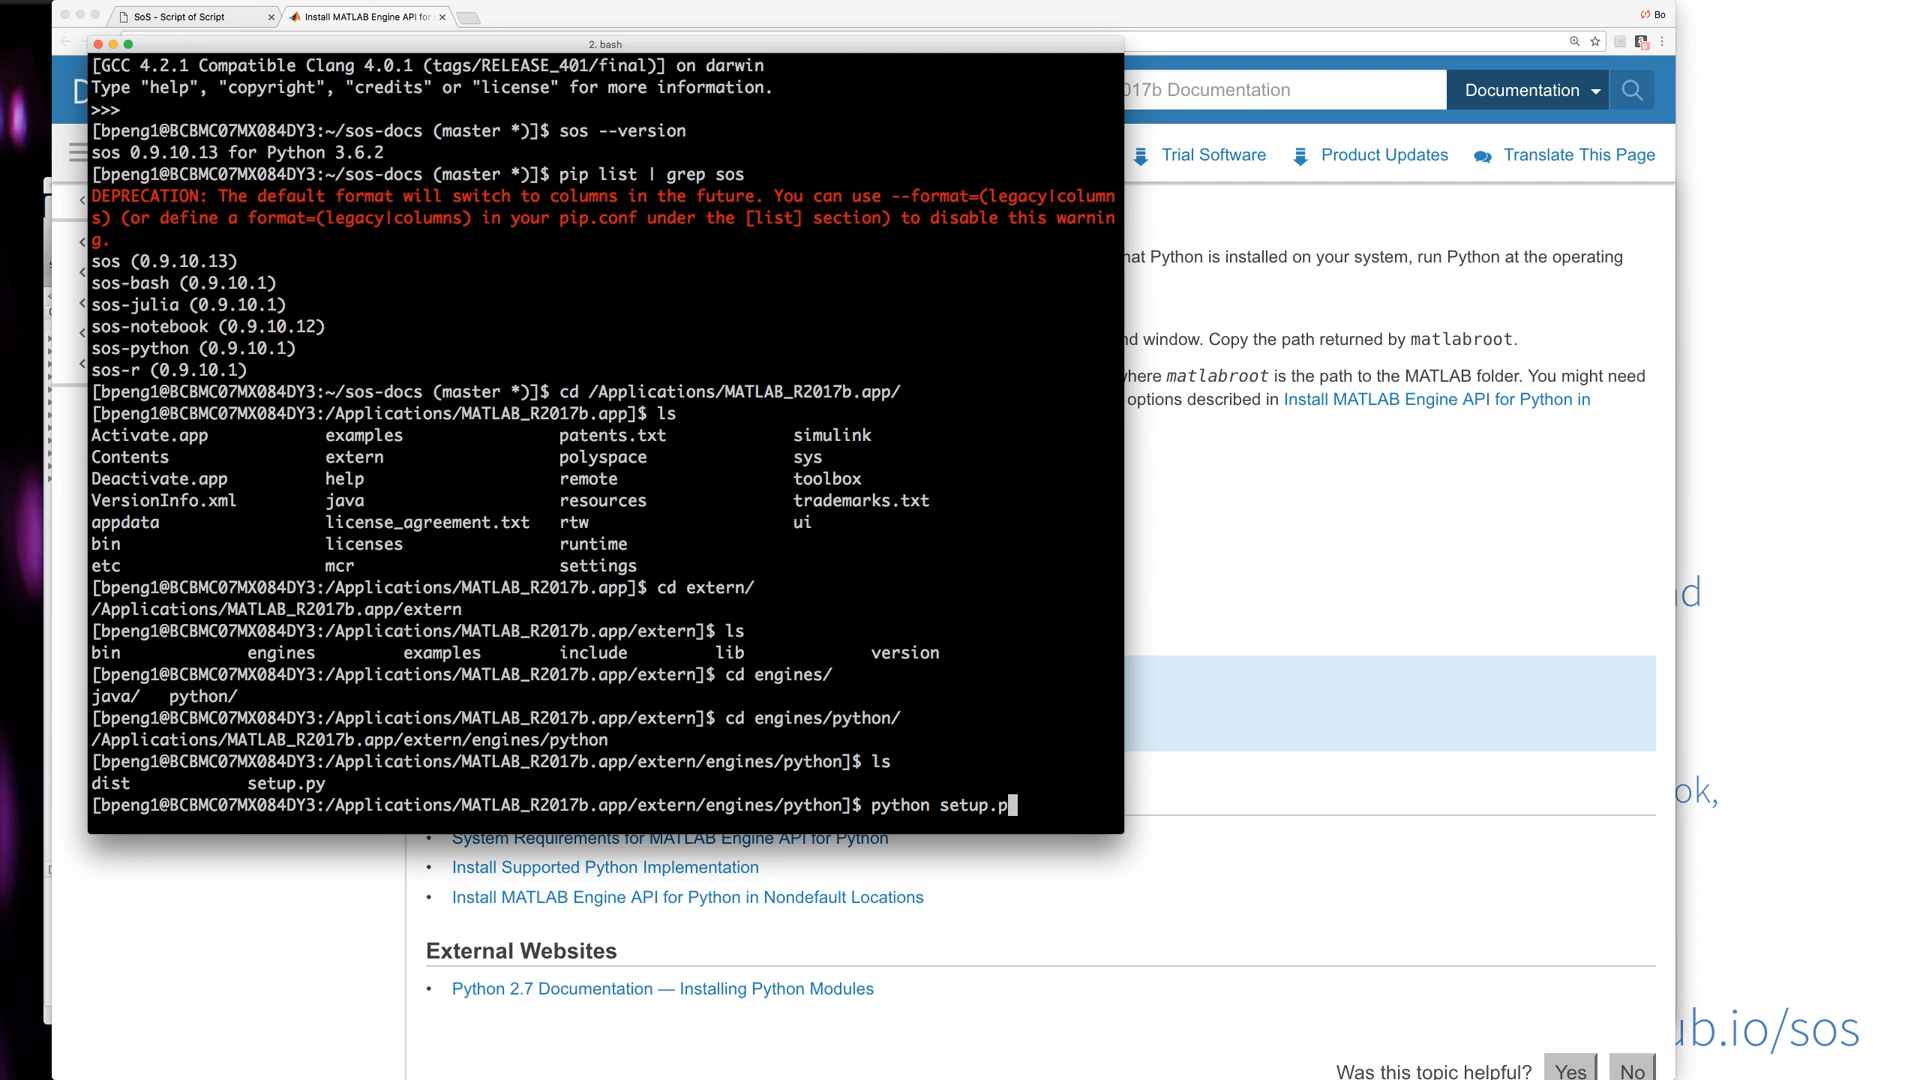 SoS - Script of Script
Install MATLAB Engine API for
Bo
2. bash
[GCC 4.2.1 Compatible Clang 4.0.1 (tags/RELEASE_401/final)] on darwin
Type "help", "copyright", "credits" or "license" for more information.
>>>
[bpeng1@BCBMC07MX084DY3:~/sos-docs (master *)]$ sos --version
sos 0.9.10.13 for Python 3.6.2
[bpeng1@BCBMC07MX084DY3:~/sos-docs (master *)]$ pip list | grep sos
DEPRECATION: The default format will switch to columns in the future. You can use --format=(legacy|column
s) (or define a format=(legacy|columns) in your pip.conf under the [list] section) to disable this warnin
g.
sos (0.9.10.13)
sos-bash (0.9.10.1)
sos-julia (0.9.10.1)
sos-notebook (0.9.10.12)
sos-python (0.9.10.1)
sos-r (0.9.10.1)
[bpeng1@BCBMC07MX084DY3:~/sos-docs (master *)]$ cd /Applications/MATLAB_R2017b.app/
[bpeng1@BCBMC07MX084DY3:/Applications/MATLAB_R2017b.app]$ ls
Activate.app examples patents.txt simulink
Contents extern polyspace sys
Deactivate.app help remote toolbox
VersionInfo.xml java resources trademarks.txt
appdata license_agreement.txt rtw ui
bin licenses runtime
etc mcr settings
[bpeng1@BCBMC07MX084DY3:/Applications/MATLAB_R2017b.app]$ cd extern/
/Applications/MATLAB_R2017b.app/extern
[bpeng1@BCBMC07MX084DY3:/Applications/MATLAB_R2017b.app/extern]$ ls
bin engines examples include lib version
[bpeng1@BCBMC07MX084DY3:/Applications/MATLAB_R2017b.app/extern]$ cd engines/
java/ python/
[bpeng1@BCBMC07MX084DY3:/Applications/MATLAB_R2017b.app/extern]$ cd engines/python/
/Applications/MATLAB_R2017b.app/extern/engines/python
[bpeng1@BCBMC07MX084DY3:/Applications/MATLAB_R2017b.app/extern/engines/python]$ ls
dist setup.py
[bpeng1@BCBMC07MX084DY3:/Applications/MATLAB_R2017b.app/extern/engines/python]$ python setup.p
017b Documentation
Documentation
Trial Software Product Updates Translate This Page
hat Python is installed on your system, run Python at the operating
nd window. Copy the path returned by matlabroot.
where matlabroot is the path to the MATLAB folder. You might need
options described in Install MATLAB Engine API for Python in
System Requirements for MATLAB Engine API for Python
Install Supported Python Implementation
Install MATLAB Engine API for Python in Nondefault Locations
External Websites
Python 2.7 Documentation — Installing Python Modules
Was this topic helpful? Yes No
nd
ok,
ub.io/sos